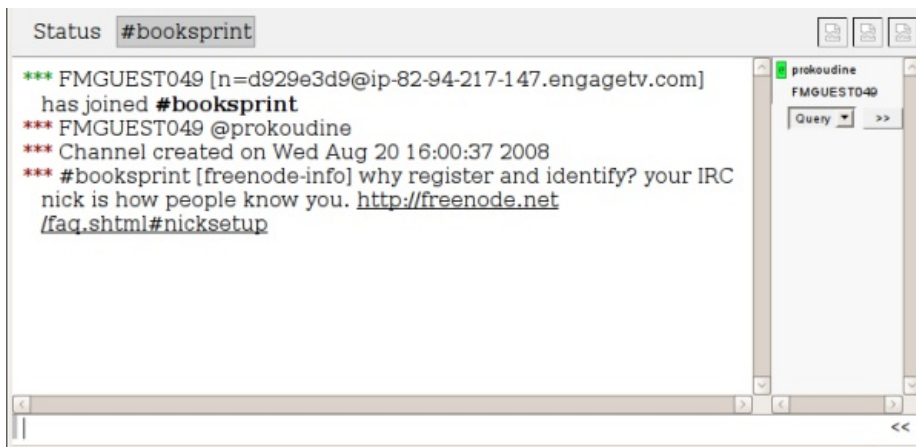 Status #booksprint
*** FMGUEST049 [n=d929e3d9@ip-82-94-217-147.engagetv.com]
has joined #booksprint
*** FMGUEST049 @prokoudine
*** Channel created on Wed Aug 20 16:00:37 2008
*** #booksprint [freenode-info] why register and identify? your IRC
nick is how people know you. http://freenode.net
/faq.shtml#nicksetup
prokoudine
FMGUEST049
Query >>
<<